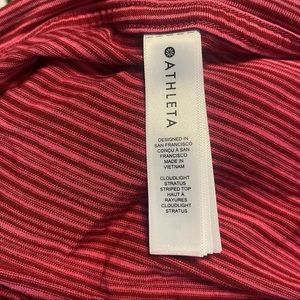 ATHLETA
DESIGNED IN
SAN FRANCISCO
CONÇU À SAN
FRANCISCO
MADE IN
VIETNAM
CLOUDLIGHT
STRATUS
STRIPED TOP
HAUT À
RAYURES
CLOUDLIGHT
STRATUS